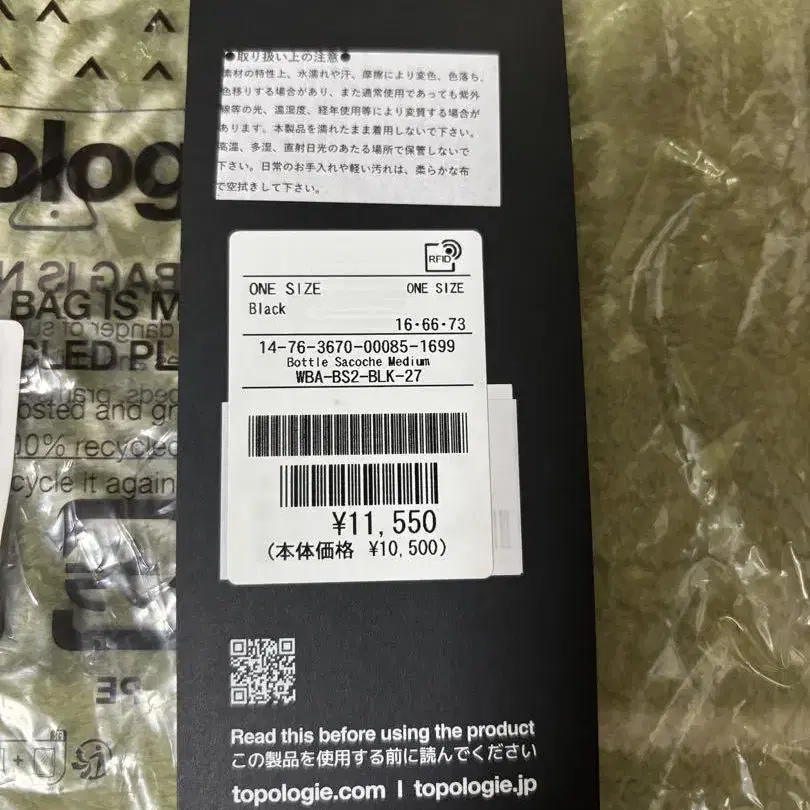 ●取り扱い上の注意●
素材の特性上、水濡れや汗、摩擦により変色、色落ち、
色移りする場合があり、また通常使用であっても紫外
線等の光、温湿度、経年使用等により変質する場合が
あります。本製品を濡れたまま着用しないで下さい。
高温、多湿、直射日光のあたる場所で保管しないで
下さい。日常のお手入れや軽い汚れは、柔らかな布
で空拭きして下さい。
olog
BAG IS M
CLED PL
osted and gr
00% recycled
cycle it again
PE
RFID
ONE SIZE ONE SIZE
Black
16・66・73
14-76-3670-00085-1699
Bottle Sacoche Medium
WBA-BS2-BLK-27
¥11,550
(本体価格 ¥10,500)
Read this before using the product
この製品を使用する前に読んでください
topologie.com | topologie.jp